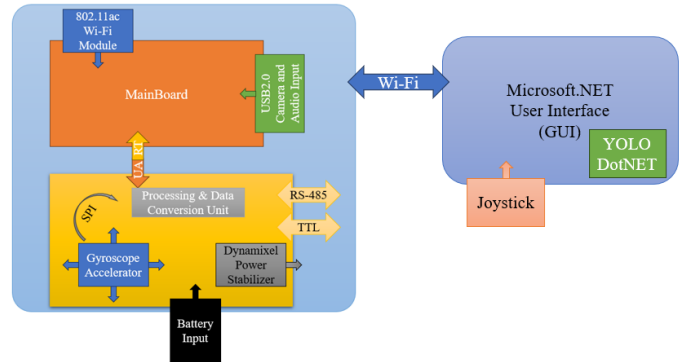 802.11ac
Wi-Fi
Module
MainBoard
USB2.0
Camera and
Audio Input
UART
Processing & Data
Conversion Unit
SPI
Gyroscope
Accelerator
Dynamixel
Power
Stabilizer
RS-485
TTL
Battery
Input
Wi-Fi
Microsoft.NET
User Interface
(GUI)
YOLO
DotNET
Joystick